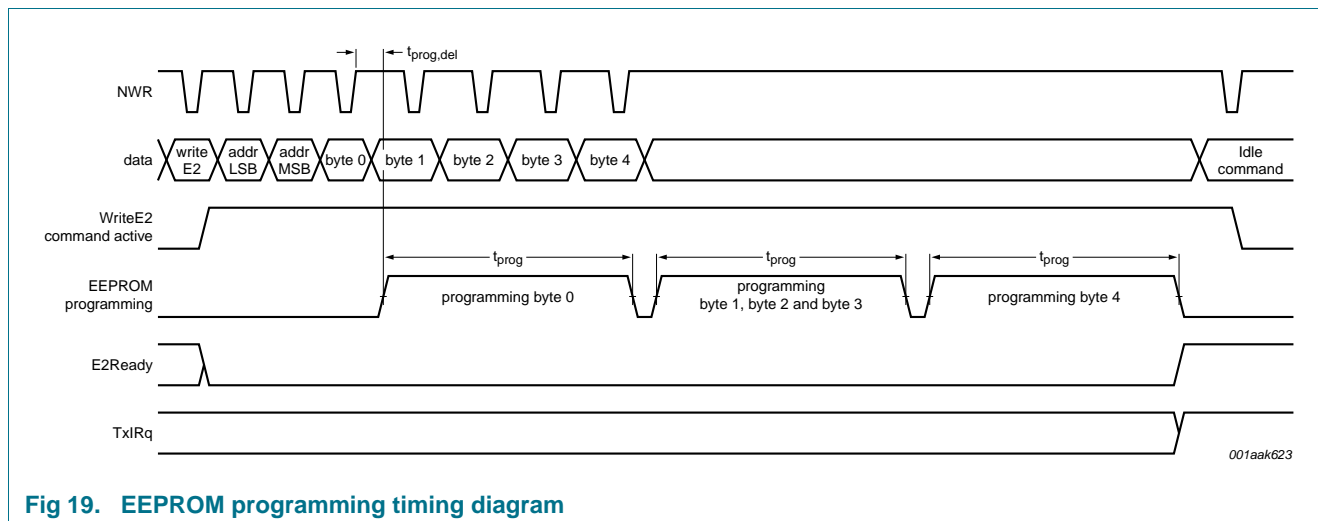 tprog,del
NWR
data
write
E2
addr
LSB
addr
MSB
byte 0
byte 1
byte 2
byte 3
byte 4
Idle
command
WriteE2
command active
tprog
tprog
tprog
EEPROM
programming
programming byte 0
programming
byte 1, byte 2 and byte 3
programming byte 4
E2Ready
TxIRq
001aak623
Fig 19. EEPROM programming timing diagram